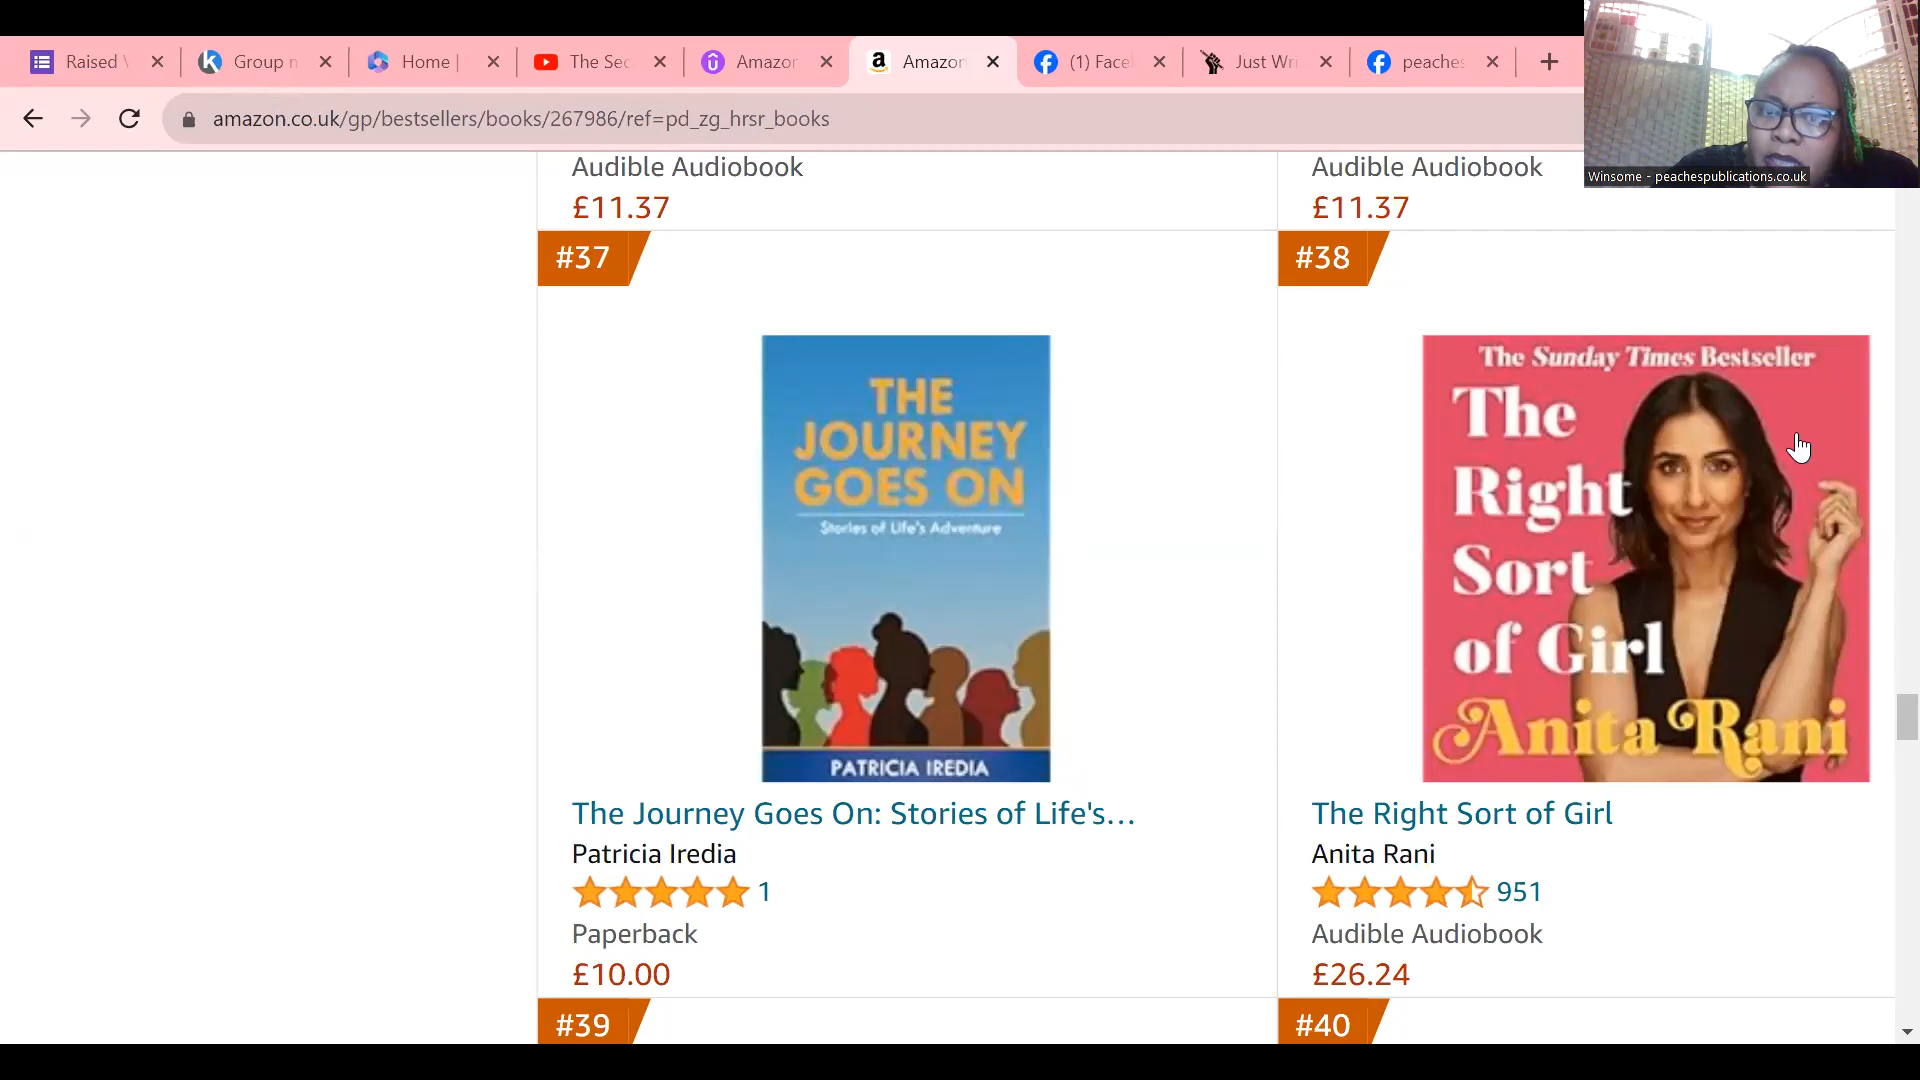 Raised
Group n
Home |
The Sec
Amazon
Amazon
(1) Face
Just Wri
peaches
amazon.co.uk/gp/bestsellers/books/267986/ref=pd_zg_hrsr_books
Winsome - peachespublications.co.uk
Audible Audiobook
£11.37
Audible Audiobook
£11.37
#37
THE
JOURNEY
GOES ON
Stories of Life's Adventure
PATRICIA IREDIA
The Journey Goes On: Stories of Life's...
Patricia Iredia
1
Paperback
£10.00
#38
The Sunday Times Bestseller
The
Right
Sort
of Girl
Anita Rani
The Right Sort of Girl
Anita Rani
951
Audible Audiobook
£26.24
#39
#40